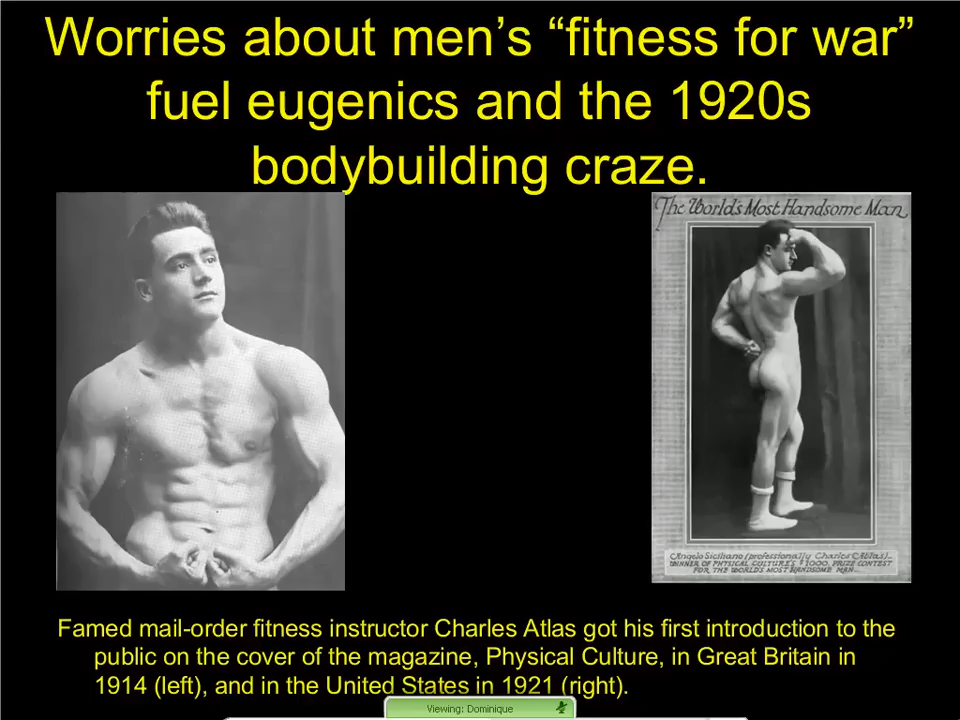 Worries about men’s “fitness for war”
fuel eugenics and the 1920s
bodybuilding craze.
The World's Most Handsome Man
Angelo Siciliano (professionally Charles Atlas)
WINNER OF PHYSICAL CULTURE'S $1000. PRIZE CONTEST
FOR THE WORLD'S MOST HANDSOME MAN
Famed mail-order fitness instructor Charles Atlas got his first introduction to the
public on the cover of the magazine, Physical Culture, in Great Britain in
1914 (left), and in the United States in 1921 (right).
Viewing: Dominique